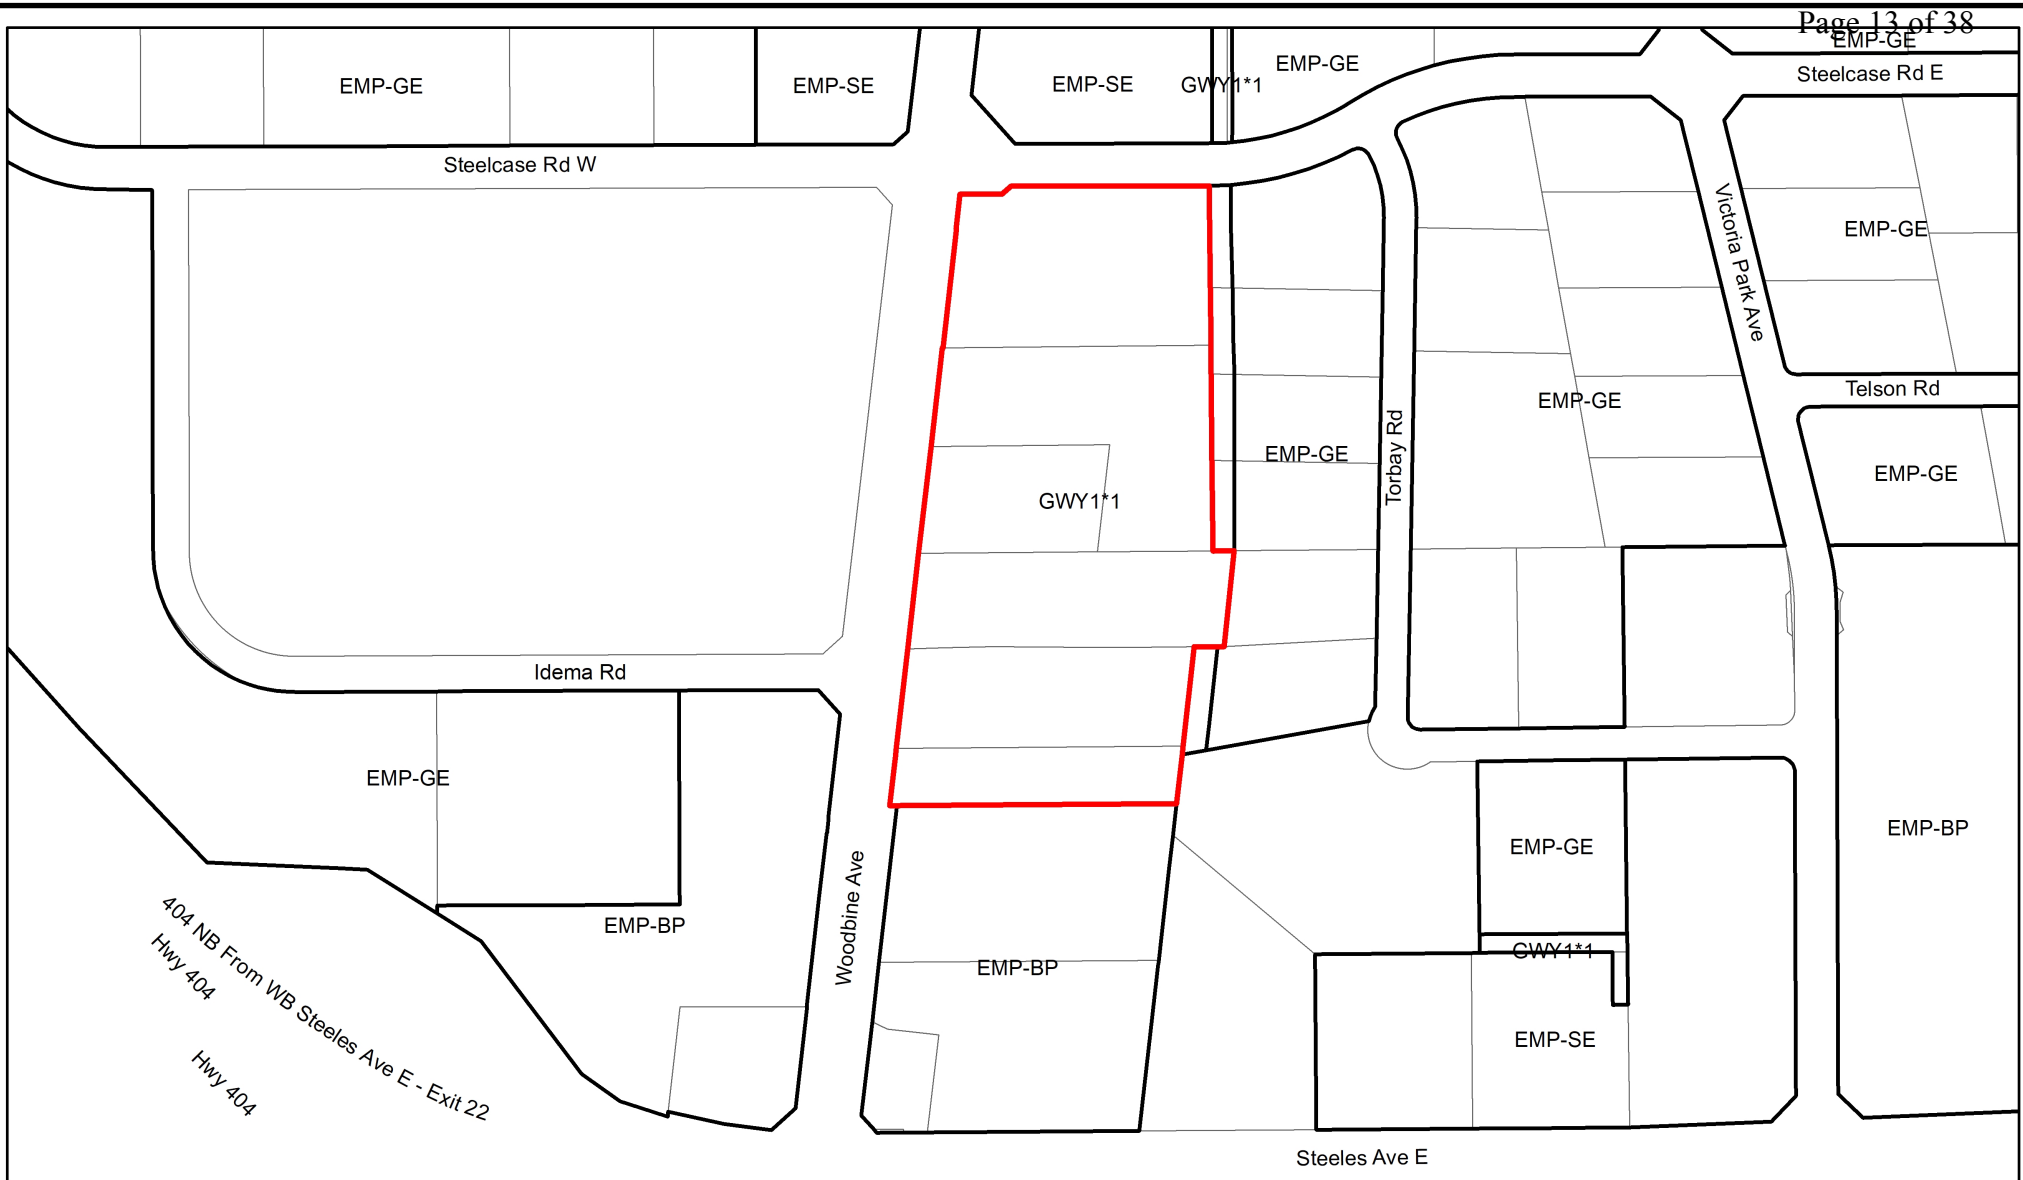 Page 13 of 38
EMP-GE
EMP-GE
Steelcase Rd E
EMP-GE
EMP-SE
EMP-SE
GWY1*1
Steelcase Rd W
Victoria Park Ave
EMP-GE
Telson Rd
EMP-GE
Torbay Rd
EMP-GE
EMP-GE
GWY1*1
Idema Rd
EMP-GE
EMP-BP
EMP-GE
Woodbine Ave
EMP-BP
EMP-BP
GWY1*1
404 NB From WB Steeles Ave E - Exit 22
Hwy 404
EMP-SE
Hwy 404
Steeles Ave E